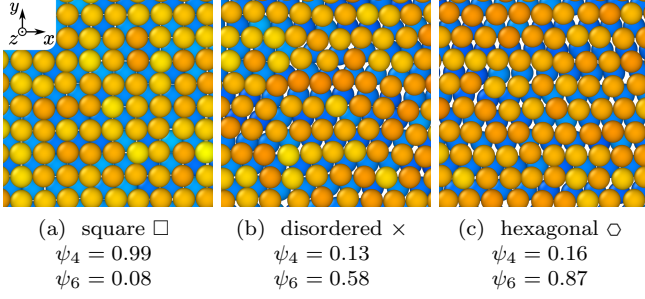 y
z x
(a) square □ (b) disordered × (c) hexagonal ⎔
ψ₄ = 0.99 ψ₄ = 0.13 ψ₄ = 0.16
ψ₆ = 0.08 ψ₆ = 0.58 ψ₆ = 0.87